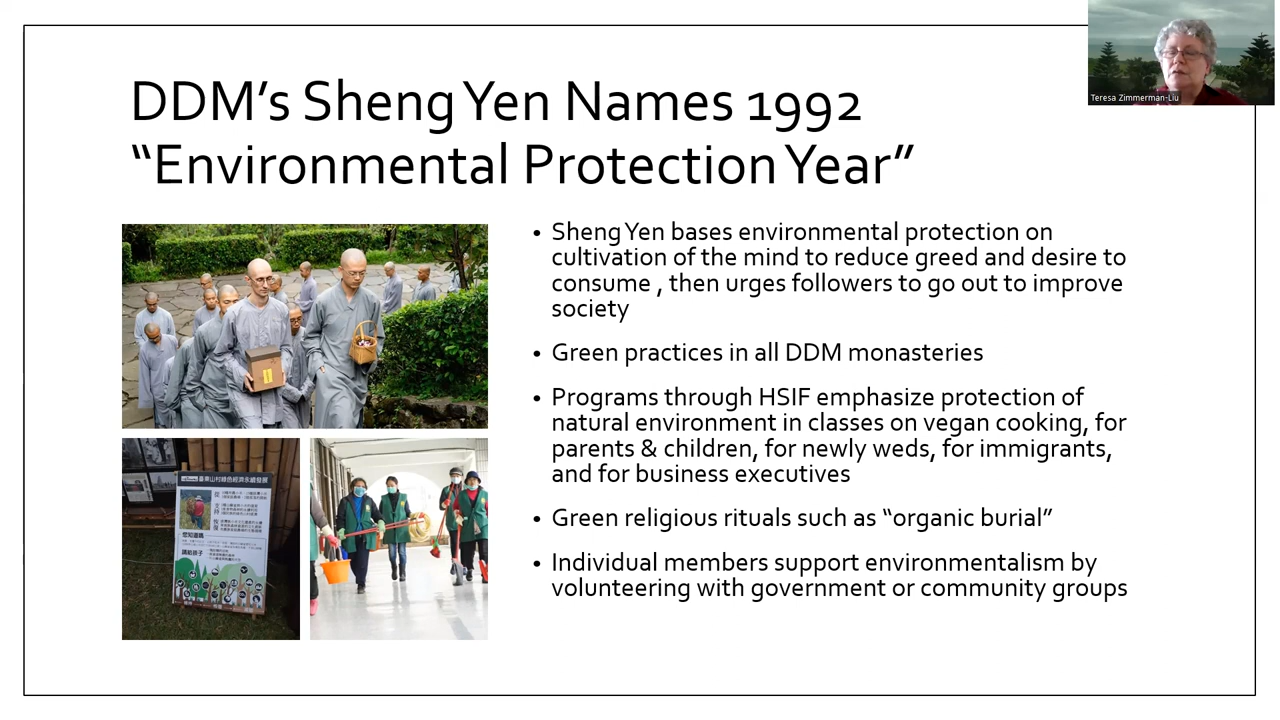 DDM’s Sheng Yen Names 1992
“Environmental Protection Year”
Teresa Zimmerman-Liu
• Sheng Yen bases environmental protection on
cultivation of the mind to reduce greed and desire to
consume , then urges followers to go out to improve
society
• Green practices in all DDM monasteries
• Programs through HSIF emphasize protection of
natural environment in classes on vegan cooking, for
parents & children, for newly weds, for immigrants,
and for business executives
• Green religious rituals such as “organic burial”
• Individual members support environmentalism by
volunteering with government or community groups